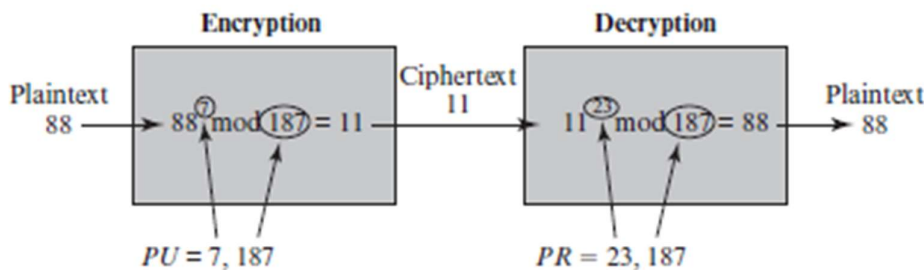 Encryption
Decryption
Plaintext
88
88^7 mod 187 = 11
Ciphertext
11
11^23 mod 187 = 88
Plaintext
88
PU = 7, 187
PR = 23, 187